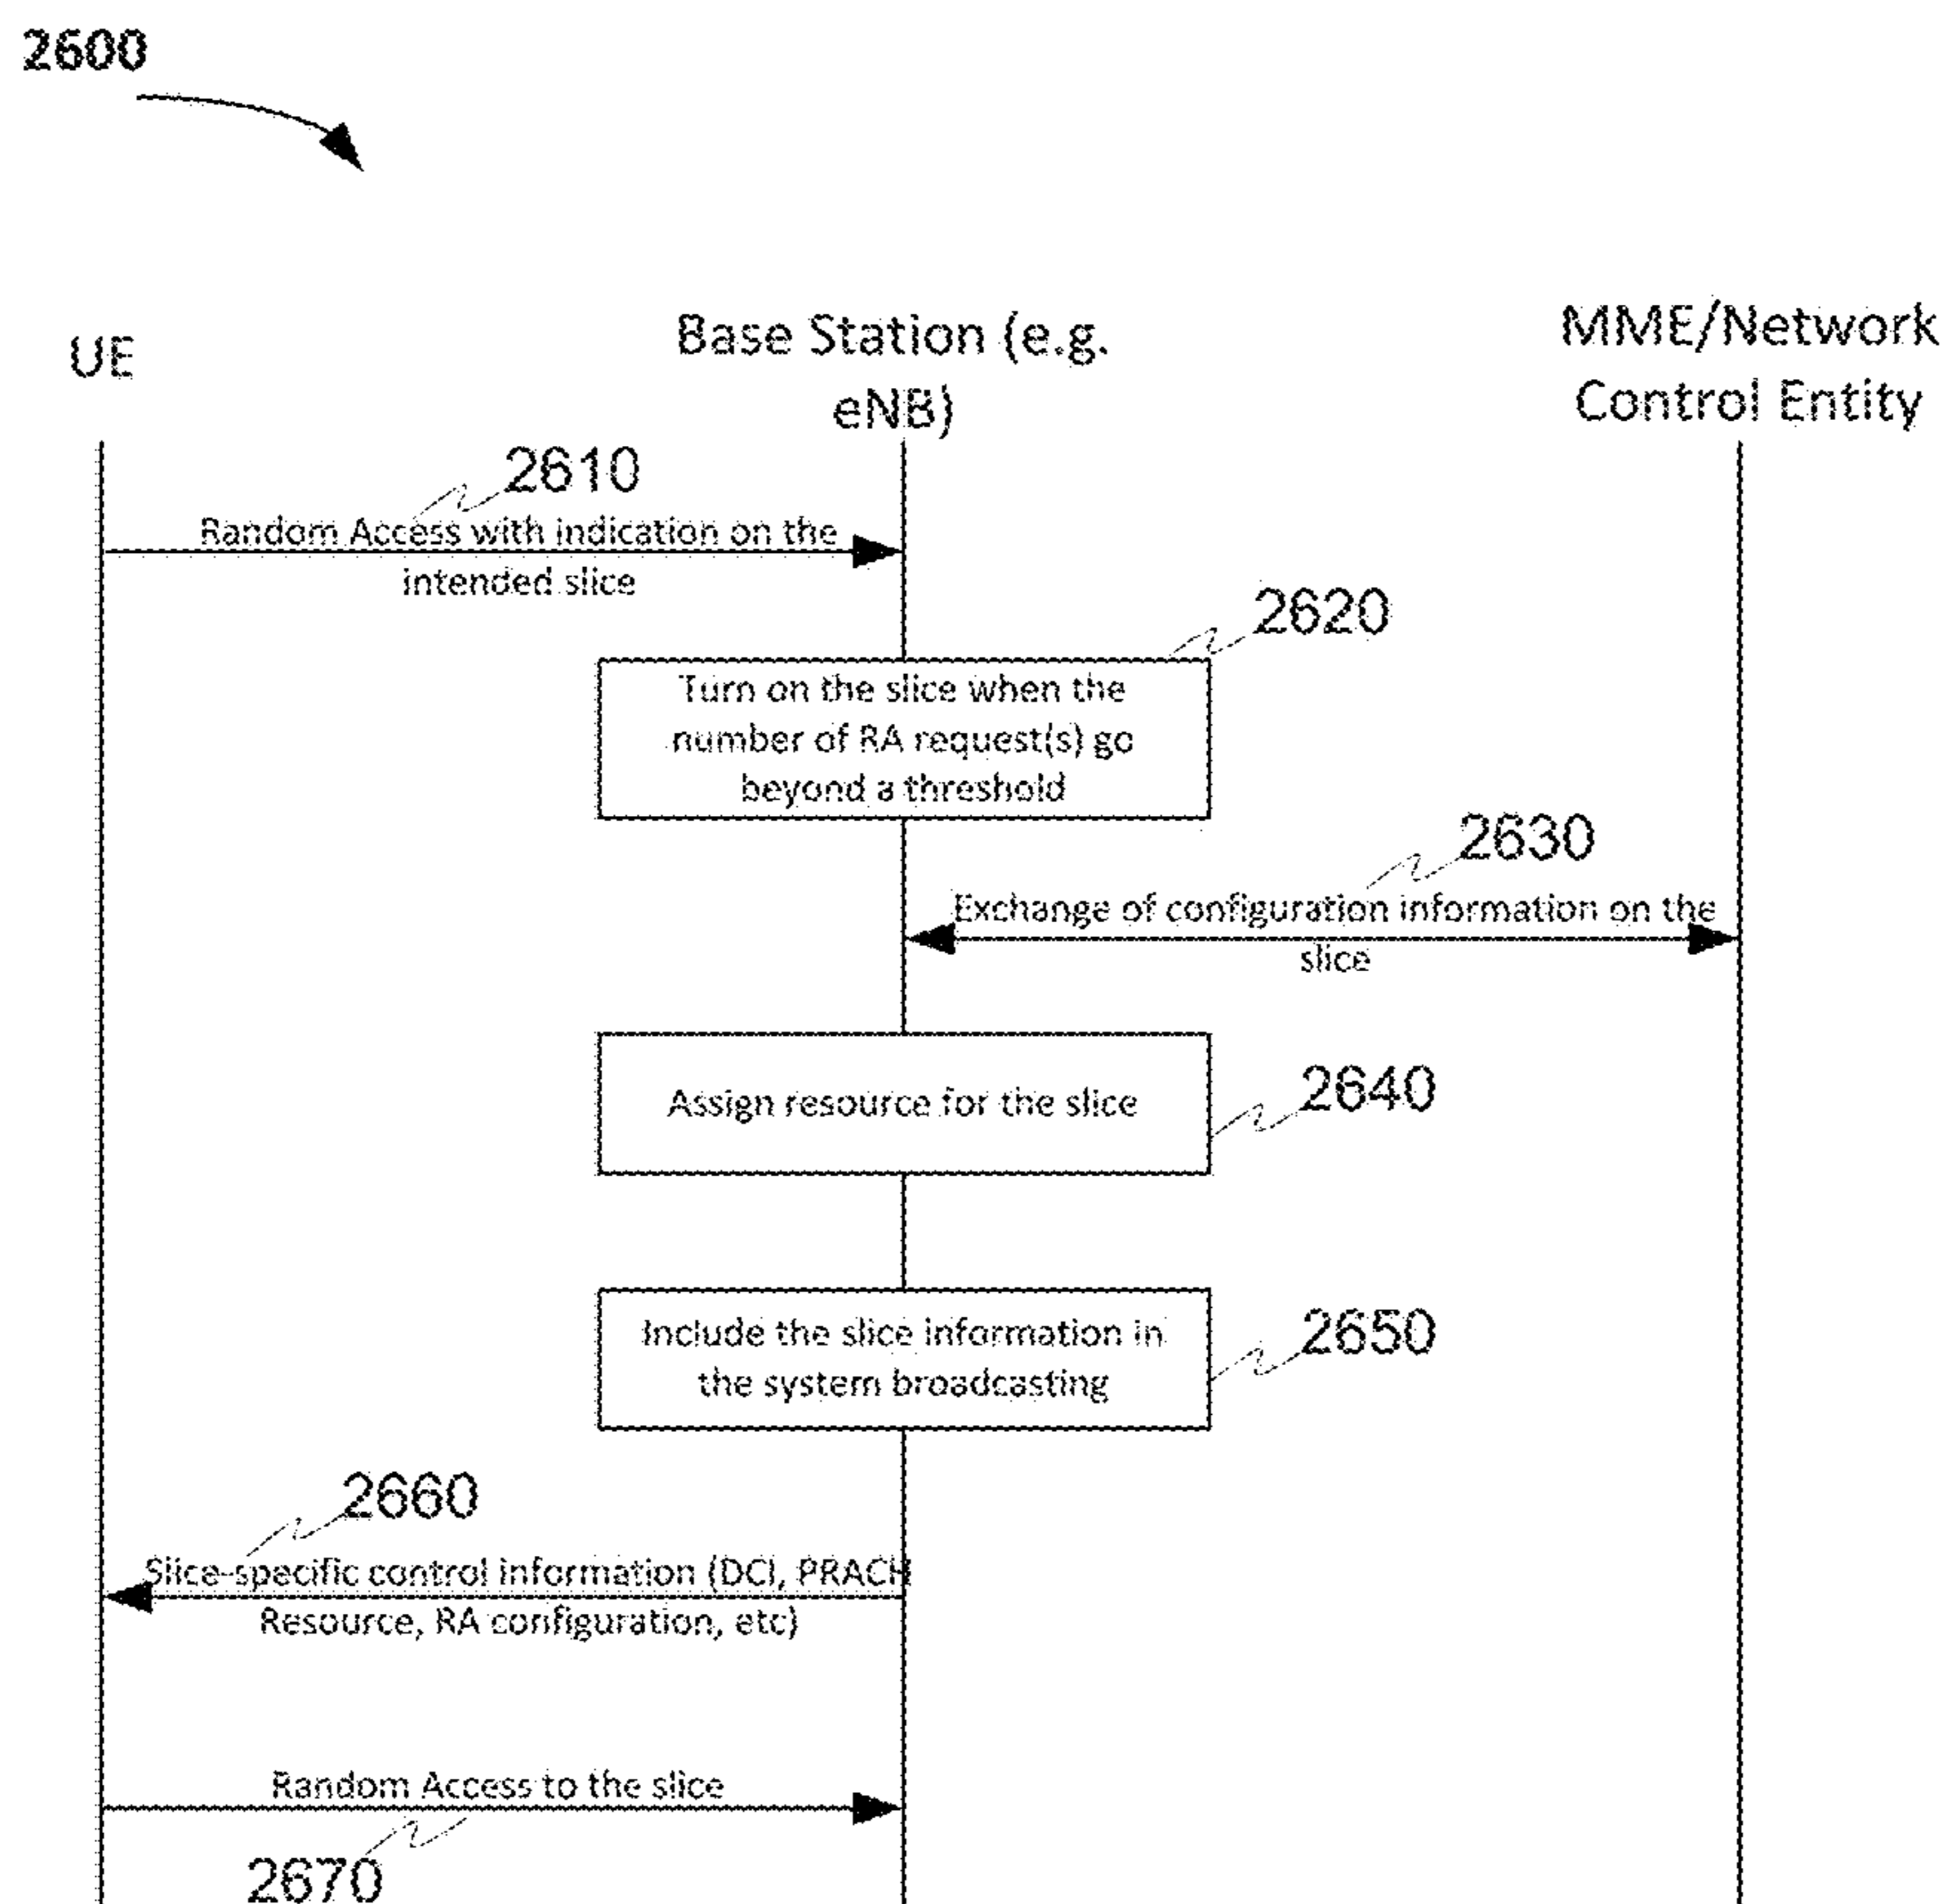 2600
UE
Base Station (e.g.
eNB)
MME/Network
Control Entity
2610
Random Access with indication on the
intended slice
2620
Turn on the slice when the
number of RA request(s) go
beyond a threshold
2630
Exchange of configuration information on the
slice
Assign resource for the slice
2640
Include the slice information in
the system broadcasting
2650
2660
Slice-specific control information (DCI, PRACH
Resource, RA configuration, etc)
Random Access to the slice
2670